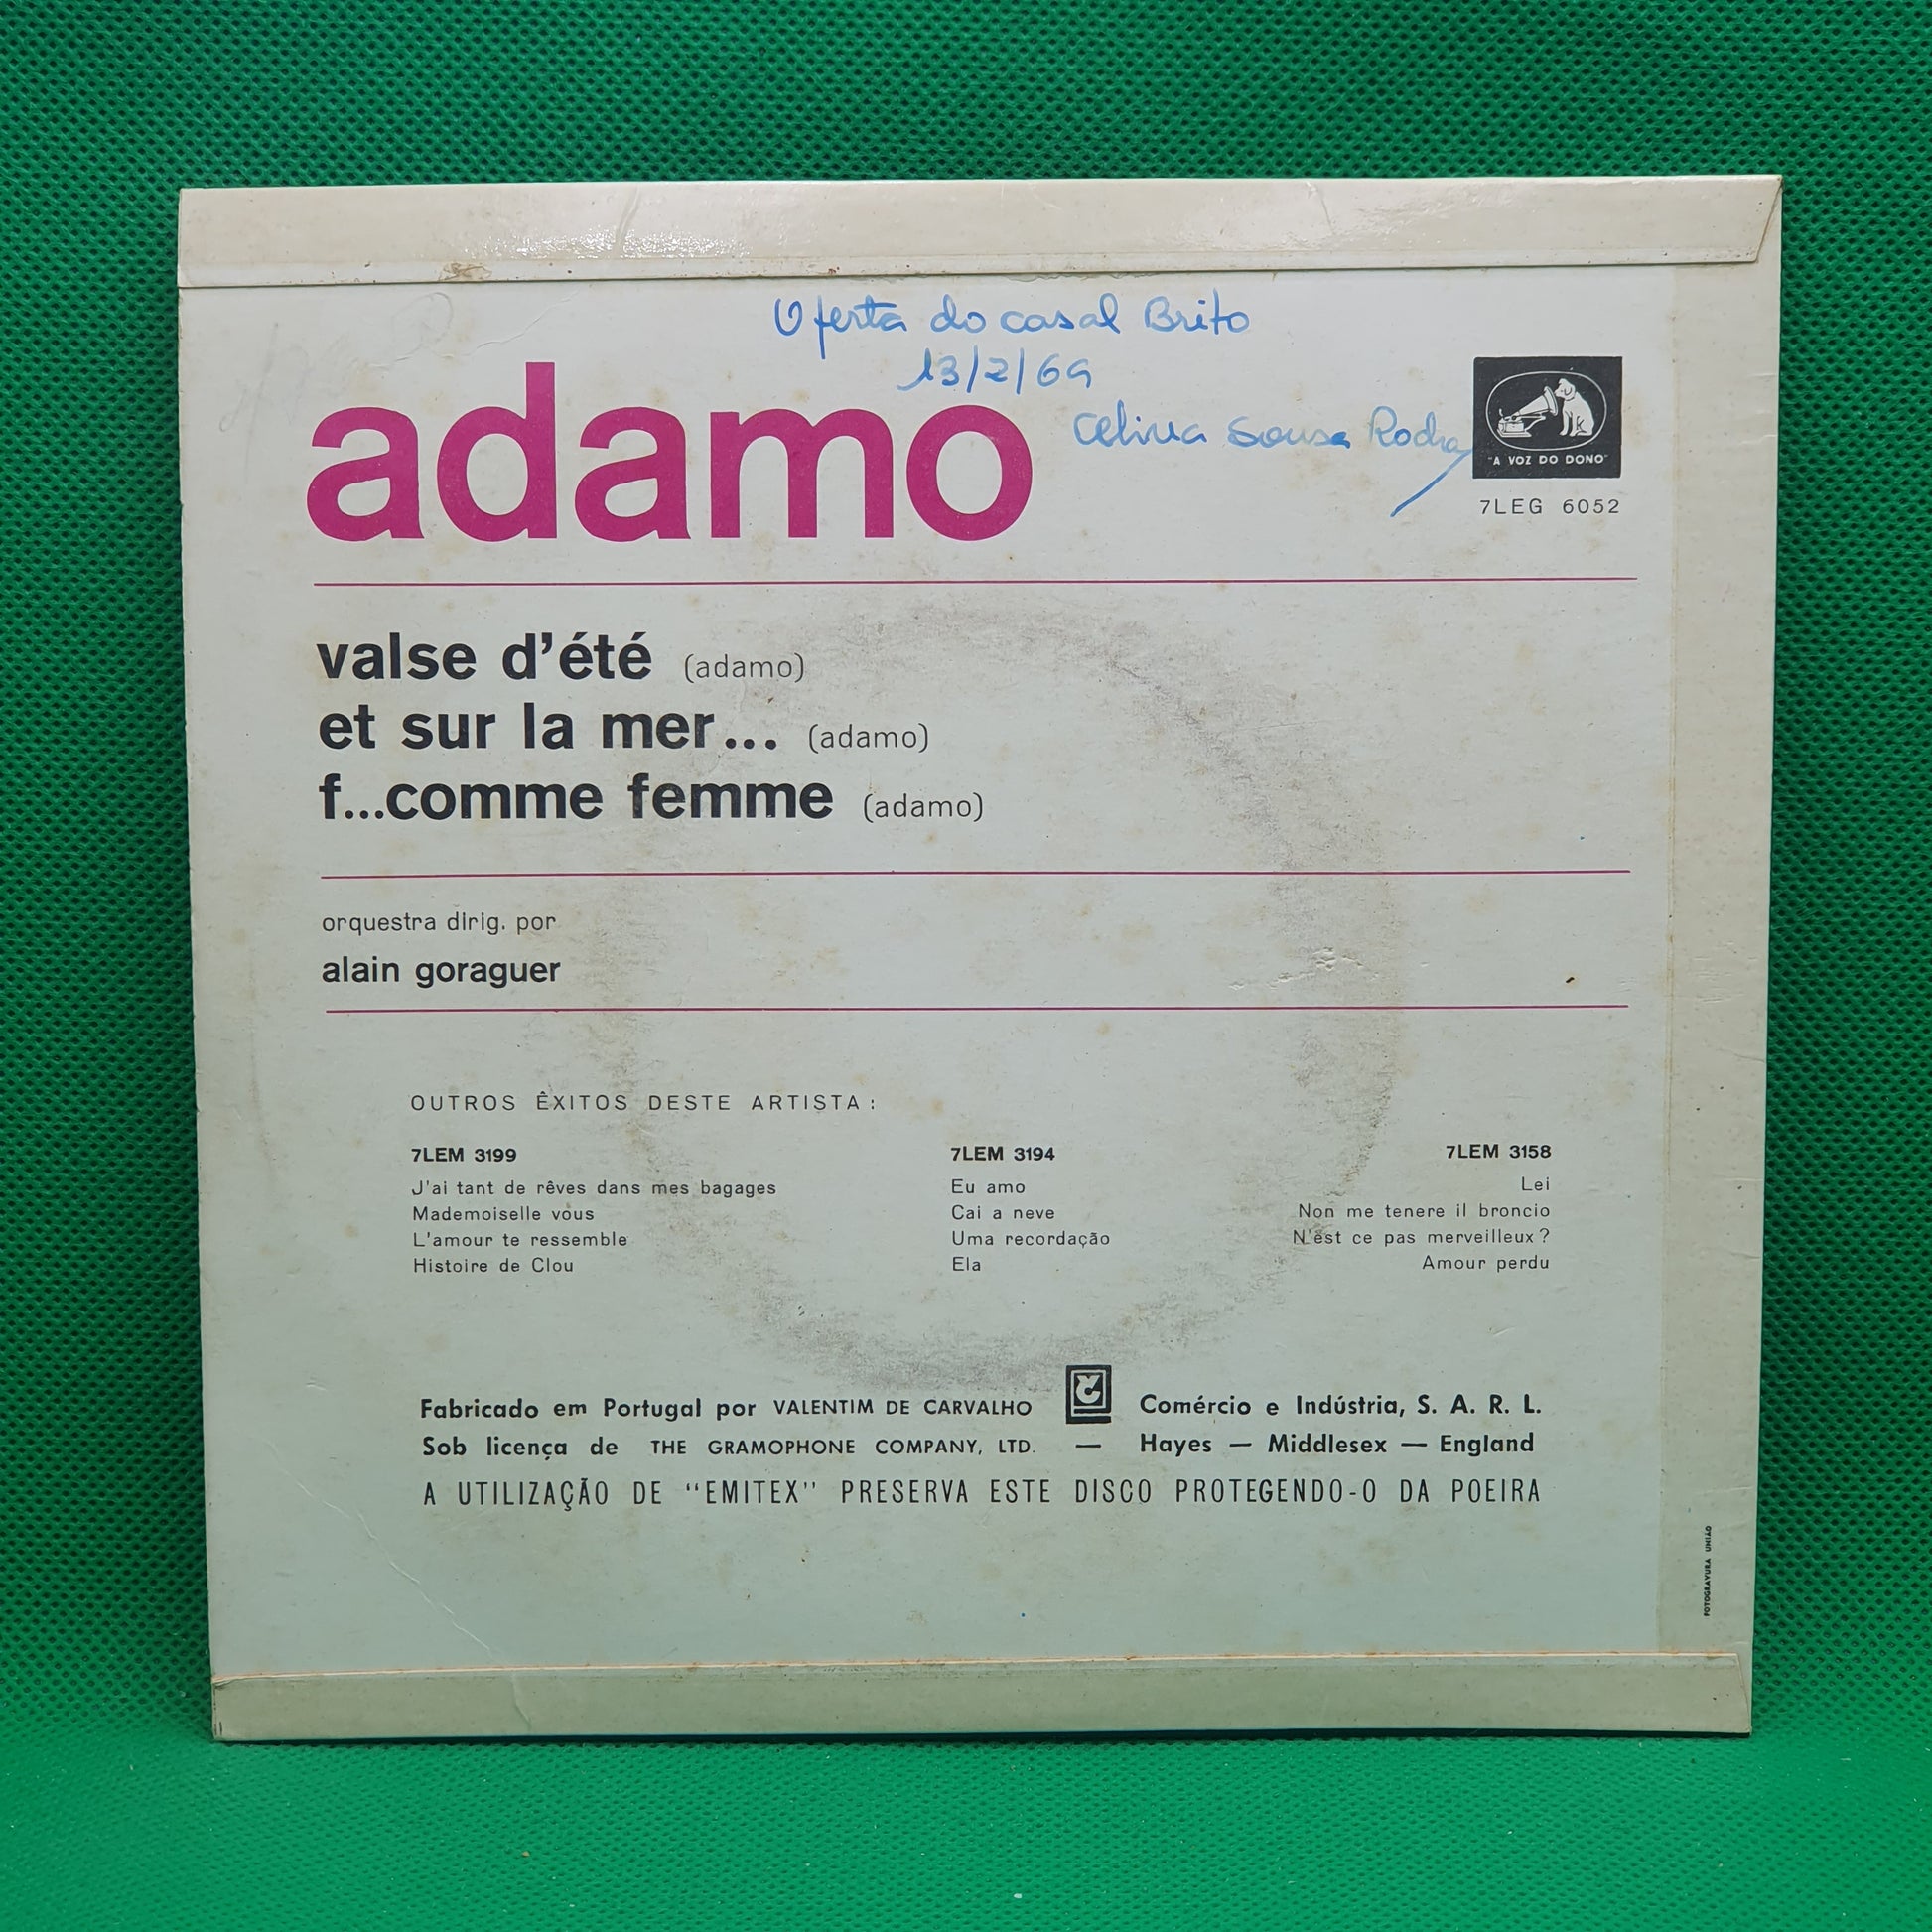 Oferta do casal Brito
13/2/69
adamo
Celina Sousa Rocha
"A VOZ DO DONO"
7LEG 6052
valse d'été (adamo)
et sur la mer... (adamo)
f...comme femme (adamo)
orquestra dirig. por
alain goraguer
OUTROS ÊXITOS DESTE ARTISTA:
7LEM 3199
J'ai tant de rêves dans mes bagages
Mademoiselle vous
L'amour te ressemble
Histoire de Clou
7LEM 3194
Eu amo
Cai a neve
Uma recordação
Ela
7LEM 3158
Lei
Non me tenere il broncio
N'est ce pas merveilleux?
Amour perdu
Fabricado em Portugal por VALENTIM DE CARVALHO Comércio e Indústria, S. A. R. L.
Sob licença de THE GRAMOPHONE COMPANY, LTD. — Hayes — Middlesex — England
A UTILIZAÇÃO DE "EMITEX" PRESERVA ESTE DISCO PROTEGENDO-O DA POEIRA
FOTOGRAVURA UNIÃO